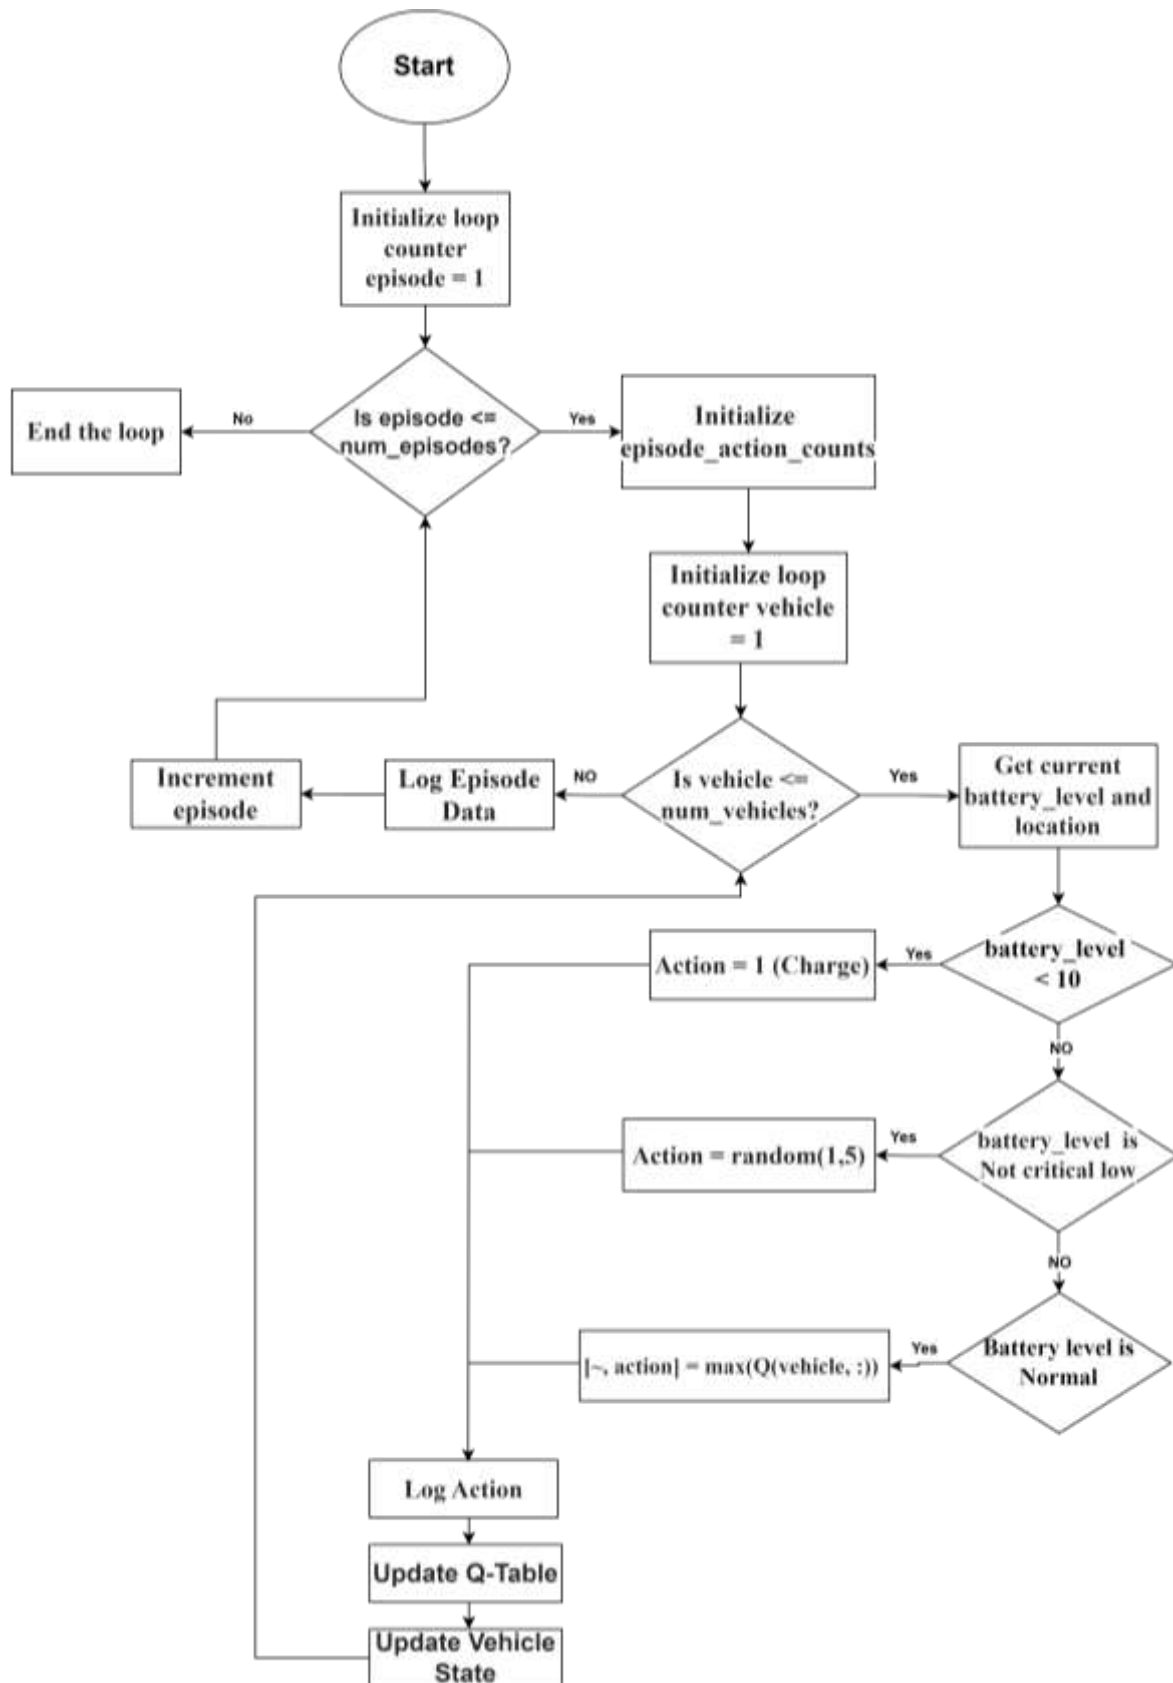 Start
Initialize loop
counter
episode = 1
Is episode <=
num_episodes?
No
Yes
End the loop
Initialize
episode_action_counts
Initialize loop
counter vehicle
= 1
Is vehicle <=
num_vehicles?
NO
Yes
Log Episode
Data
Increment
episode
Get current
battery_level and
location
battery_level
< 10
Yes
Action = 1 (Charge)
NO
battery_level is
Not critical low
Yes
Action = random(1,5)
NO
Battery level is
Normal
Yes
[~, action] = max(Q(vehicle, :))
Log Action
Update Q-Table
Update Vehicle
State